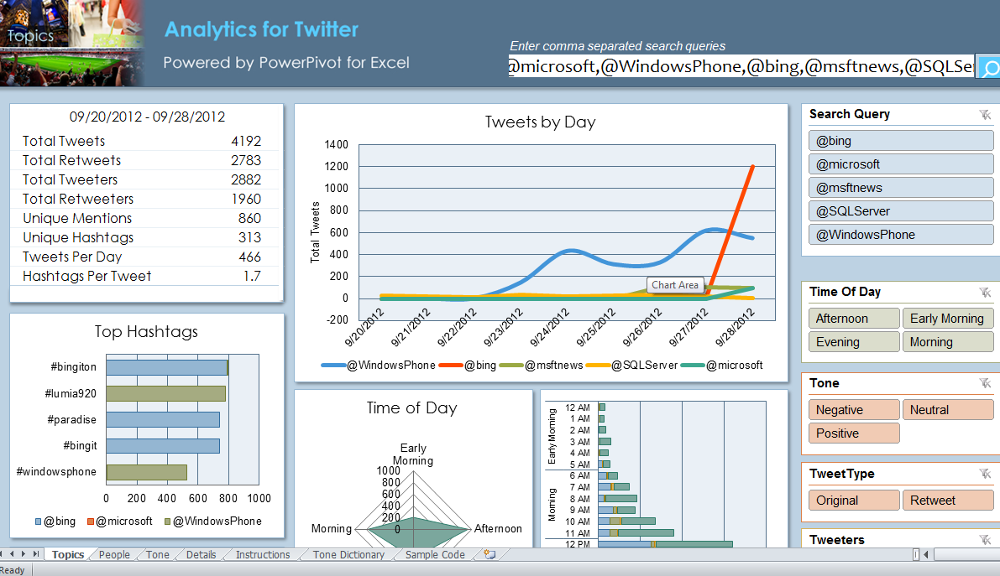 Topics
Analytics for Twitter
Powered by PowerPivot for Excel
Enter comma separated search queries
@microsoft,@WindowsPhone,@bing,@msftnews,@SQLSe
09/20/2012 - 09/28/2012
Total Tweets 4192
Total Retweets 2783
Total Tweeters 2882
Total Retweeters 1960
Unique Mentions 860
Unique Hashtags 313
Tweets Per Day 466
Hashtags Per Tweet 1.7
Tweets by Day
Total Tweets
1400
1200
1000
800
600
400
200
0
-200
Chart Area
9/20/2012 9/21/2012 9/22/2012 9/23/2012 9/24/2012 9/25/2012 9/26/2012 9/27/2012 9/28/2012
@WindowsPhone @bing @msftnews @SQLServer @microsoft
Search Query
@bing
@microsoft
@msftnews
@SQLServer
@WindowsPhone
Time Of Day
Afternoon Early Morning
Evening Morning
Tone
Negative Neutral
Positive
TweetType
Original Retweet
Tweeters
Top Hashtags
#bingiton
#lumia920
#paradise
#bingit
#windowsphone
0 200 400 600 800 1000
@bing @microsoft @WindowsPhone
Time of Day
Early
Morning
1000
800
600
400
200
0
Morning
Afternoon
Early Morning
12 AM
1 AM
2 AM
3 AM
4 AM
5 AM
Morning
6 AM
7 AM
8 AM
9 AM
10 AM
11 AM
12 PM
Topics People Tone Details Instructions Tone Dictionary Sample Code
Ready